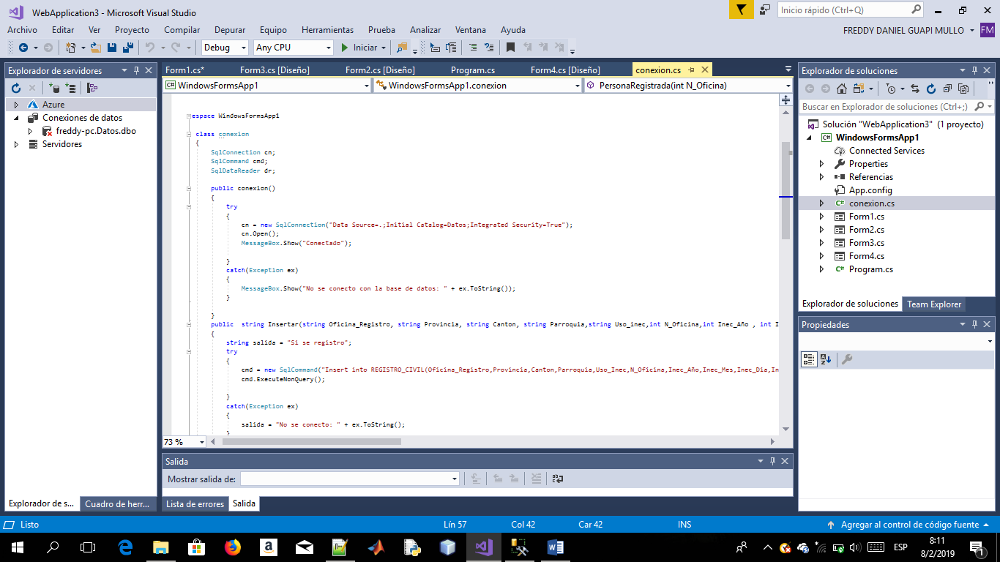 WebApplication3 - Microsoft Visual Studio
Inicio rápido (Ctrl+Q)
Archivo Editar Ver Proyecto Compilar Depurar Equipo Herramientas Prueba Analizar Ventana Ayuda
FREDDY DANIEL GUAPI MULLO FM
Debug Any CPU Iniciar
Explorador de servidores
Azure
Conexiones de datos
freddy-pc.Datos.dbo
Servidores
Explorador de s... Cuadro de herr...
Form1.cs* Form3.cs [Diseño] Form2.cs [Diseño] Program.cs Form4.cs [Diseño] conexion.cs
WindowsFormsApp1 WindowsFormsApp1.conexion PersonaRegistrada(int N_Oficina)
espace WindowsFormsApp1
class conexion
{
SqlConnection cn;
SqlCommand cmd;
SqlDataReader dr;
public conexion()
{
try
{
cn = new SqlConnection("Data Source=.;Initial Catalog=Datos;Integrated Security=True");
cn.Open();
MessageBox.Show("Conectado");
}
catch(Exception ex)
{
MessageBox.Show("No se conecto con la base de datos: " + ex.ToString());
}
}
public string Insertar(string Oficina_Registro, string Provincia, string Canton, string Parroquia,string Uso_inec,int N_Oficina,int Inec_Año , int I
{
string salida = "Si se registro";
try
{
cmd = new SqlCommand("Insert into REGISTRO_CIVIL(Oficina_Registro,Provincia,Canton,Parroquia,Uso_Inec,N_Oficina,Inec_Año,Inec_Mes,Inec_Dia,In
cmd.ExecuteNonQuery();
}
catch(Exception ex)
{
salida = "No se conecto: " + ex.ToString();
}
73 %
Salida
Mostrar salida de:
Lista de errores Salida
Explorador de soluciones
Buscar en Explorador de soluciones (Ctrl+;)
Solución "WebApplication3" (1 proyecto)
WindowsFormsApp1
Connected Services
Properties
Referencias
App.config
conexion.cs
Form1.cs
Form2.cs
Form3.cs
Form4.cs
Program.cs
Explorador de soluciones Team Explorer
Propiedades
Listo Lín 57 Col 42 Car 42 INS Agregar al control de código fuente
ESP
8:11
8/2/2019
1